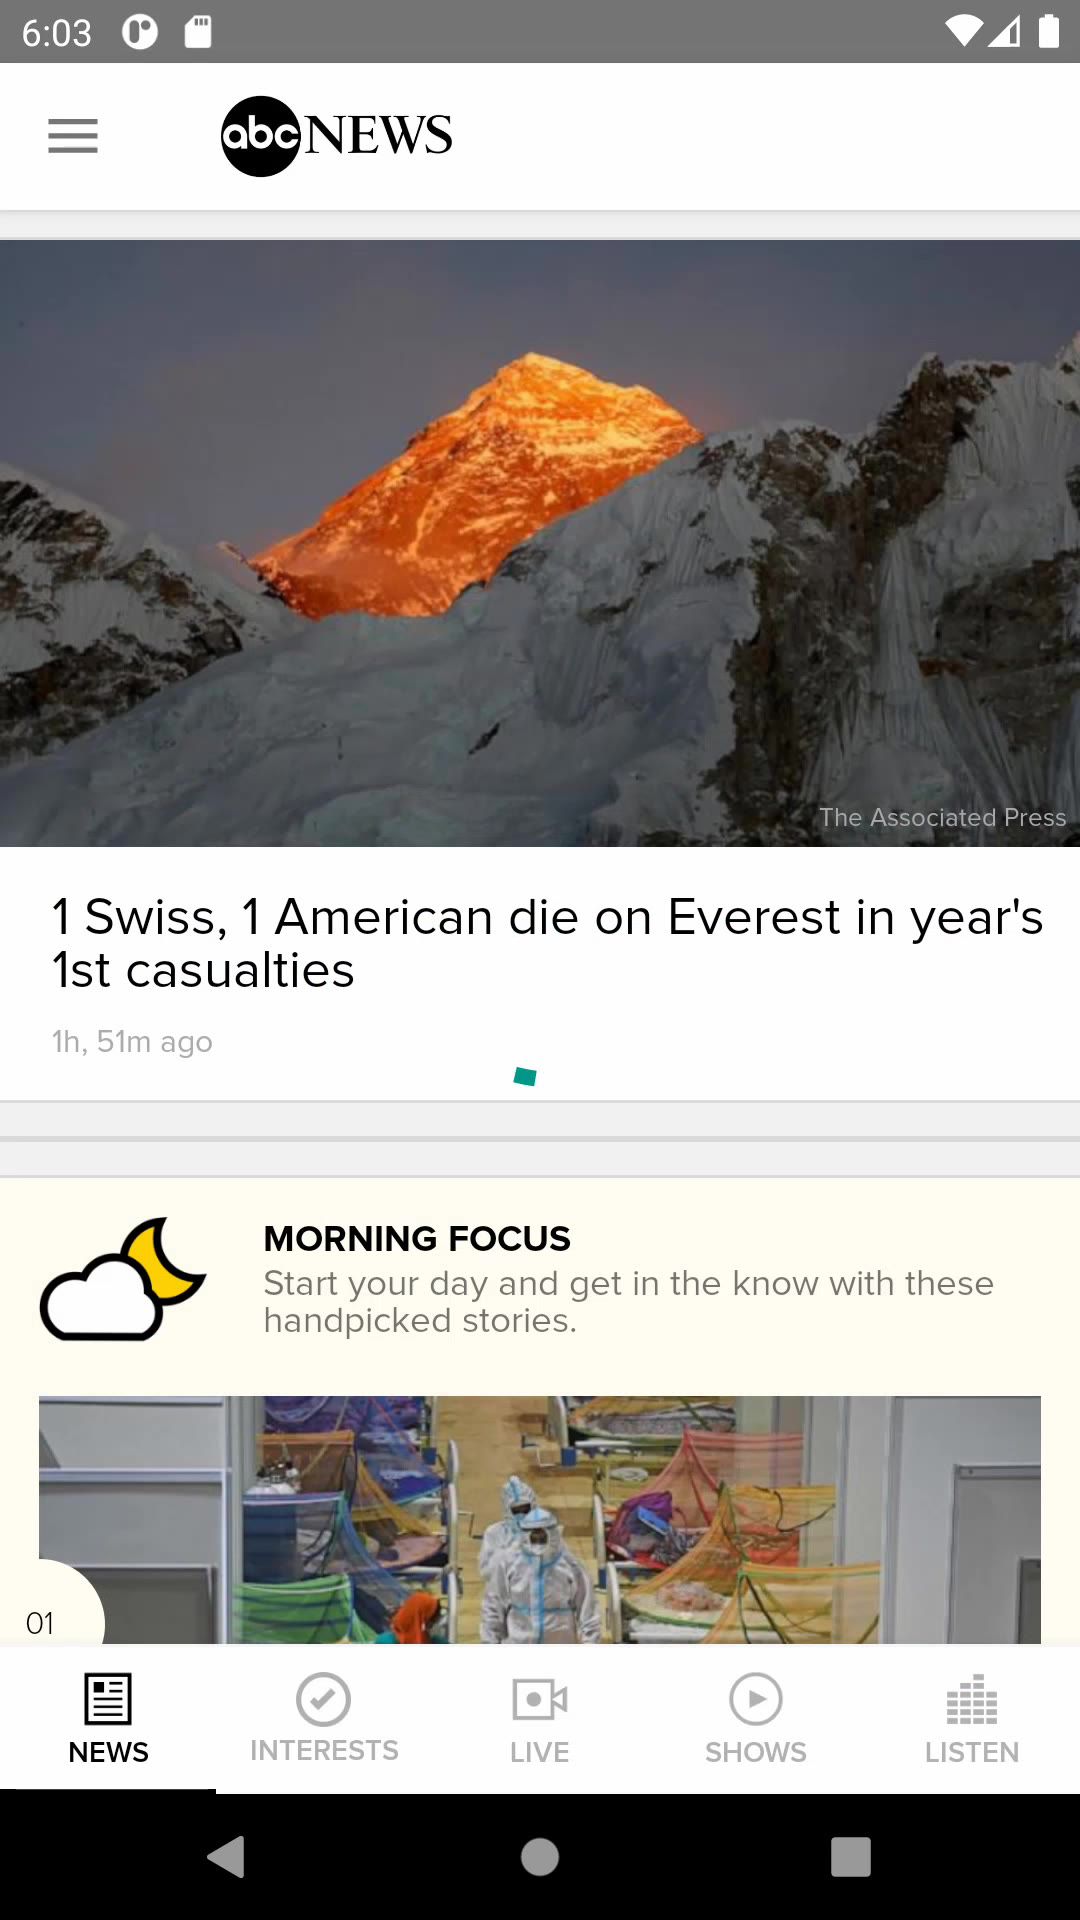 6:03
abc NEWS
The Associated Press
1 Swiss, 1 American die on Everest in year's
1st casualties
1h, 51m ago
MORNING FOCUS
Start your day and get in the know with these
handpicked stories.
01
NEWS
INTERESTS
LIVE
SHOWS
LISTEN